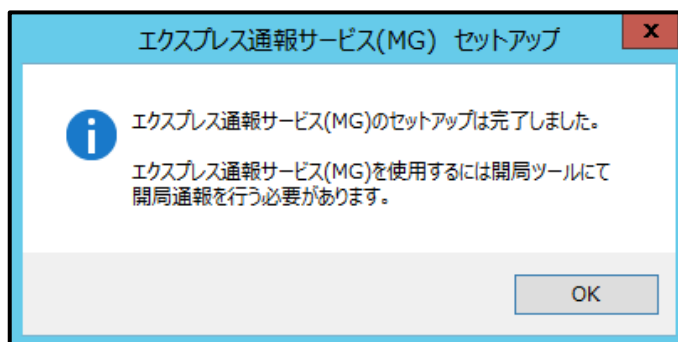 エクスプレス通報サービス(MG) セットアップ
x
エクスプレス通報サービス(MG)のセットアップは完了しました。
エクスプレス通報サービス(MG)を使用するには開局ツールにて
開局通報を行う必要があります。
OK